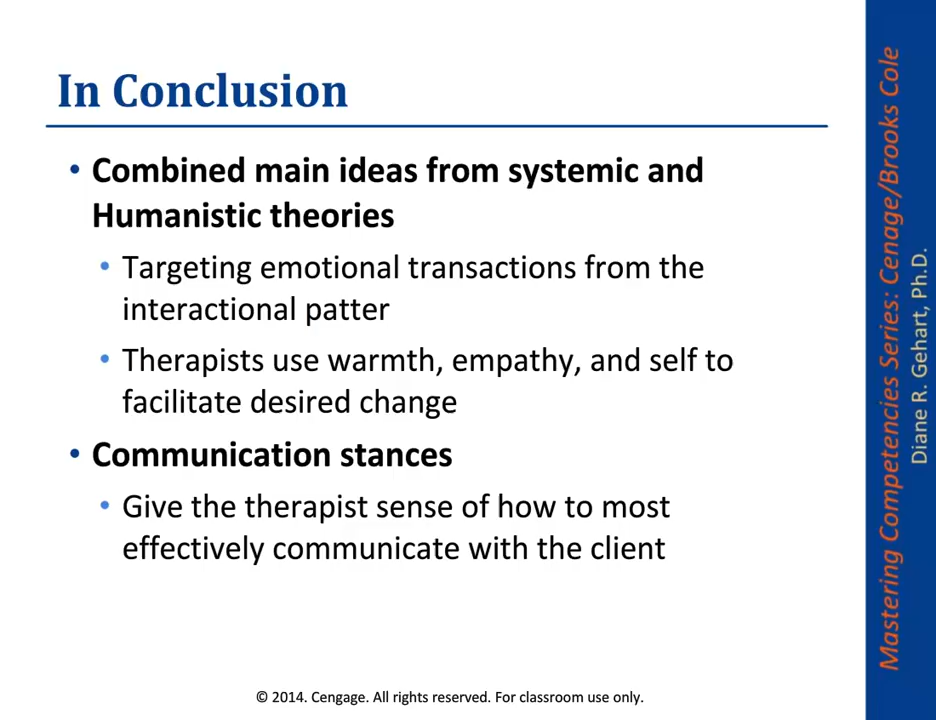 In Conclusion
• Combined main ideas from systemic and
Humanistic theories
• Targeting emotional transactions from the
interactional patter
• Therapists use warmth, empathy, and self to
facilitate desired change
• Communication stances
• Give the therapist sense of how to most
effectively communicate with the client
© 2014. Cengage. All rights reserved. For classroom use only.
Mastering Competencies Series: Cenage/Brooks Cole
Diane R. Gehart, Ph.D.